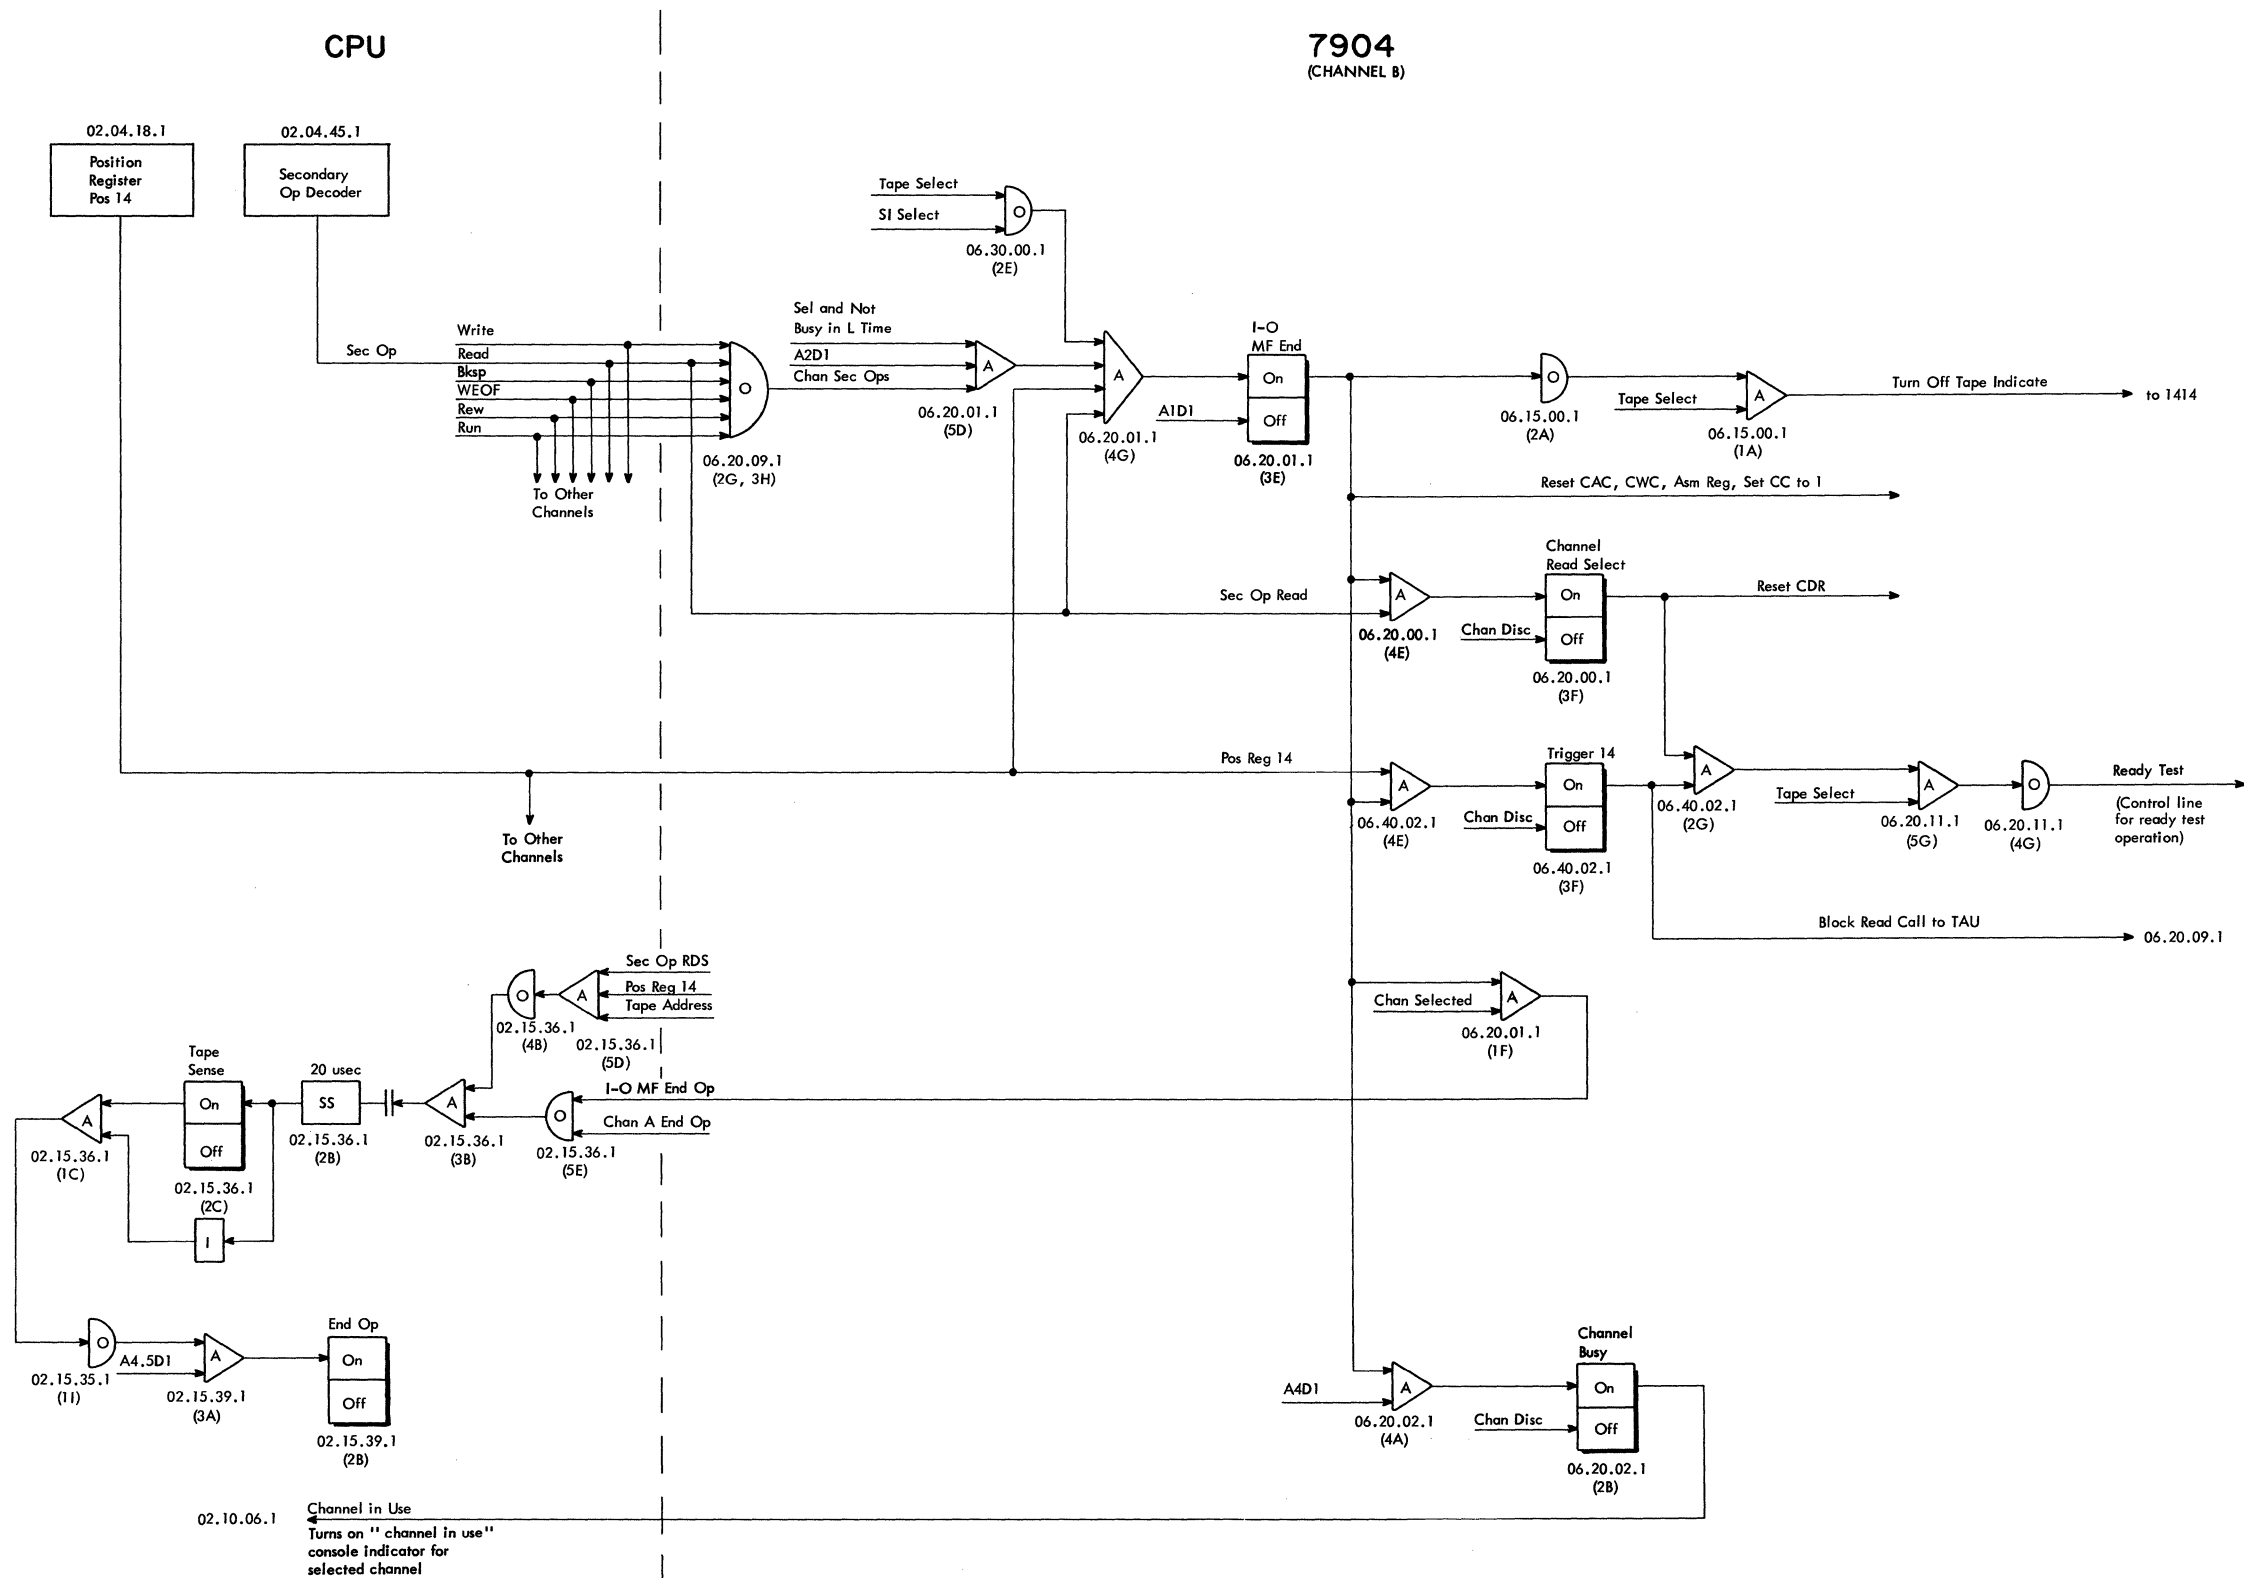 CPU
7904
(CHANNEL B)
02.04.18.1
Position
Register
Pos 14
02.04.45.1
Secondary
Op Decoder
Tape Select
SI Select
O
06.30.00.1
(2E)
Sec Op
Write
Read
Bksp
WEOF
Rew
Run
To Other
Channels
O
06.20.09.1
(2G, 3H)
Sel and Not
Busy in L Time
A2D1
Chan Sec Ops
A
06.20.01.1
(5D)
A
06.20.01.1
(4G)
I-O
MF End
On
Off
A1D1
06.20.01.1
(3E)
O
06.15.00.1
(2A)
Tape Select
A
06.15.00.1
(1A)
Turn Off Tape Indicate
to 1414
Reset CAC, CWC, Asm Reg, Set CC to 1
Sec Op Read
A
06.20.00.1
(4E)
Channel
Read Select
On
Off
Chan Disc
06.20.00.1
(3F)
Reset CDR
To Other
Channels
Pos Reg 14
A
06.40.02.1
(4E)
Trigger 14
On
Off
Chan Disc
06.40.02.1
(3F)
A
06.40.02.1
(2G)
Tape Select
A
06.20.11.1
(5G)
O
06.20.11.1
(4G)
Ready Test
(Control line
for ready test
operation)
Block Read Call to TAU
06.20.09.1
Sec Op RDS
Pos Reg 14
Tape Address
A
02.15.36.1
(5D)
O
02.15.36.1
(4B)
Chan Selected
A
06.20.01.1
(1F)
I-O MF End Op
Chan A End Op
O
02.15.36.1
(5E)
A
02.15.36.1
(3B)
20 usec
SS
02.15.36.1
(2B)
Tape
Sense
On
Off
02.15.36.1
(2C)
I
A
02.15.36.1
(1C)
O
02.15.35.1
(1I)
A4.5D1
A
02.15.39.1
(3A)
End Op
On
Off
02.15.39.1
(2B)
A4D1
A
06.20.02.1
(4A)
Channel
Busy
On
Off
Chan Disc
06.20.02.1
(2B)
02.10.06.1
Channel in Use
Turns on "channel in use"
console indicator for
selected channel